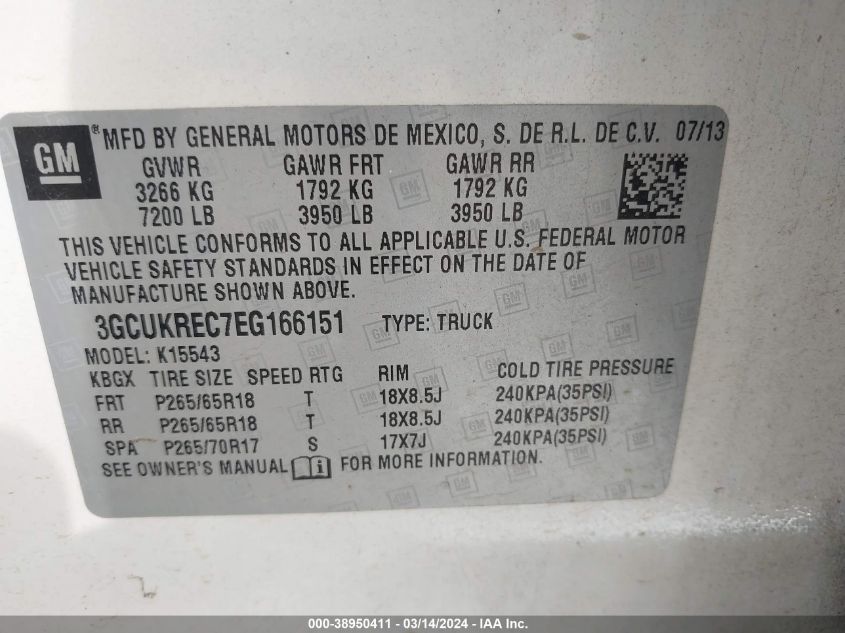 GM ® MFD BY GENERAL MOTORS DE MEXICO, S. DE R.L. DE C.V. 07/13
GVWR GAWR FRT GAWR RR
3266 KG 1792 KG 1792 KG
7200 LB 3950 LB 3950 LB
THIS VEHICLE CONFORMS TO ALL APPLICABLE U.S. FEDERAL MOTOR
VEHICLE SAFETY STANDARDS IN EFFECT ON THE DATE OF
MANUFACTURE SHOWN ABOVE.
3GCUKREC7EG166151 TYPE: TRUCK
MODEL: K15543
KBGX TIRE SIZE SPEED RTG RIM COLD TIRE PRESSURE
FRT P265/65R18 T 18X8.5J 240KPA(35PSI)
RR P265/65R18 T 18X8.5J 240KPA(35PSI)
SPA P265/70R17 S 17X7J 240KPA(35PSI)
SEE OWNER'S MANUAL i FOR MORE INFORMATION.
000-38950411 - 03/14/2024 - IAA Inc.